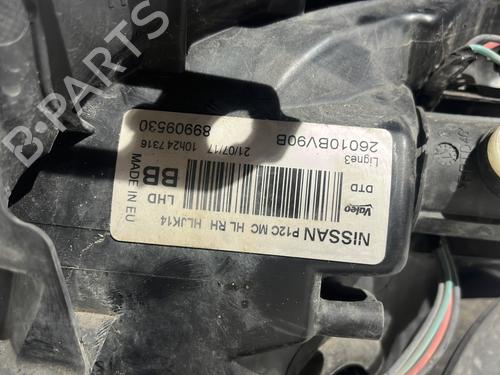 NISSAN P12C MC HL RH HLJK14
Valeo DTD LHD
BB
MADE IN EU
Ligne3 21/07/17 10h24 7316
26010BV90B 89909530
B-PARTS